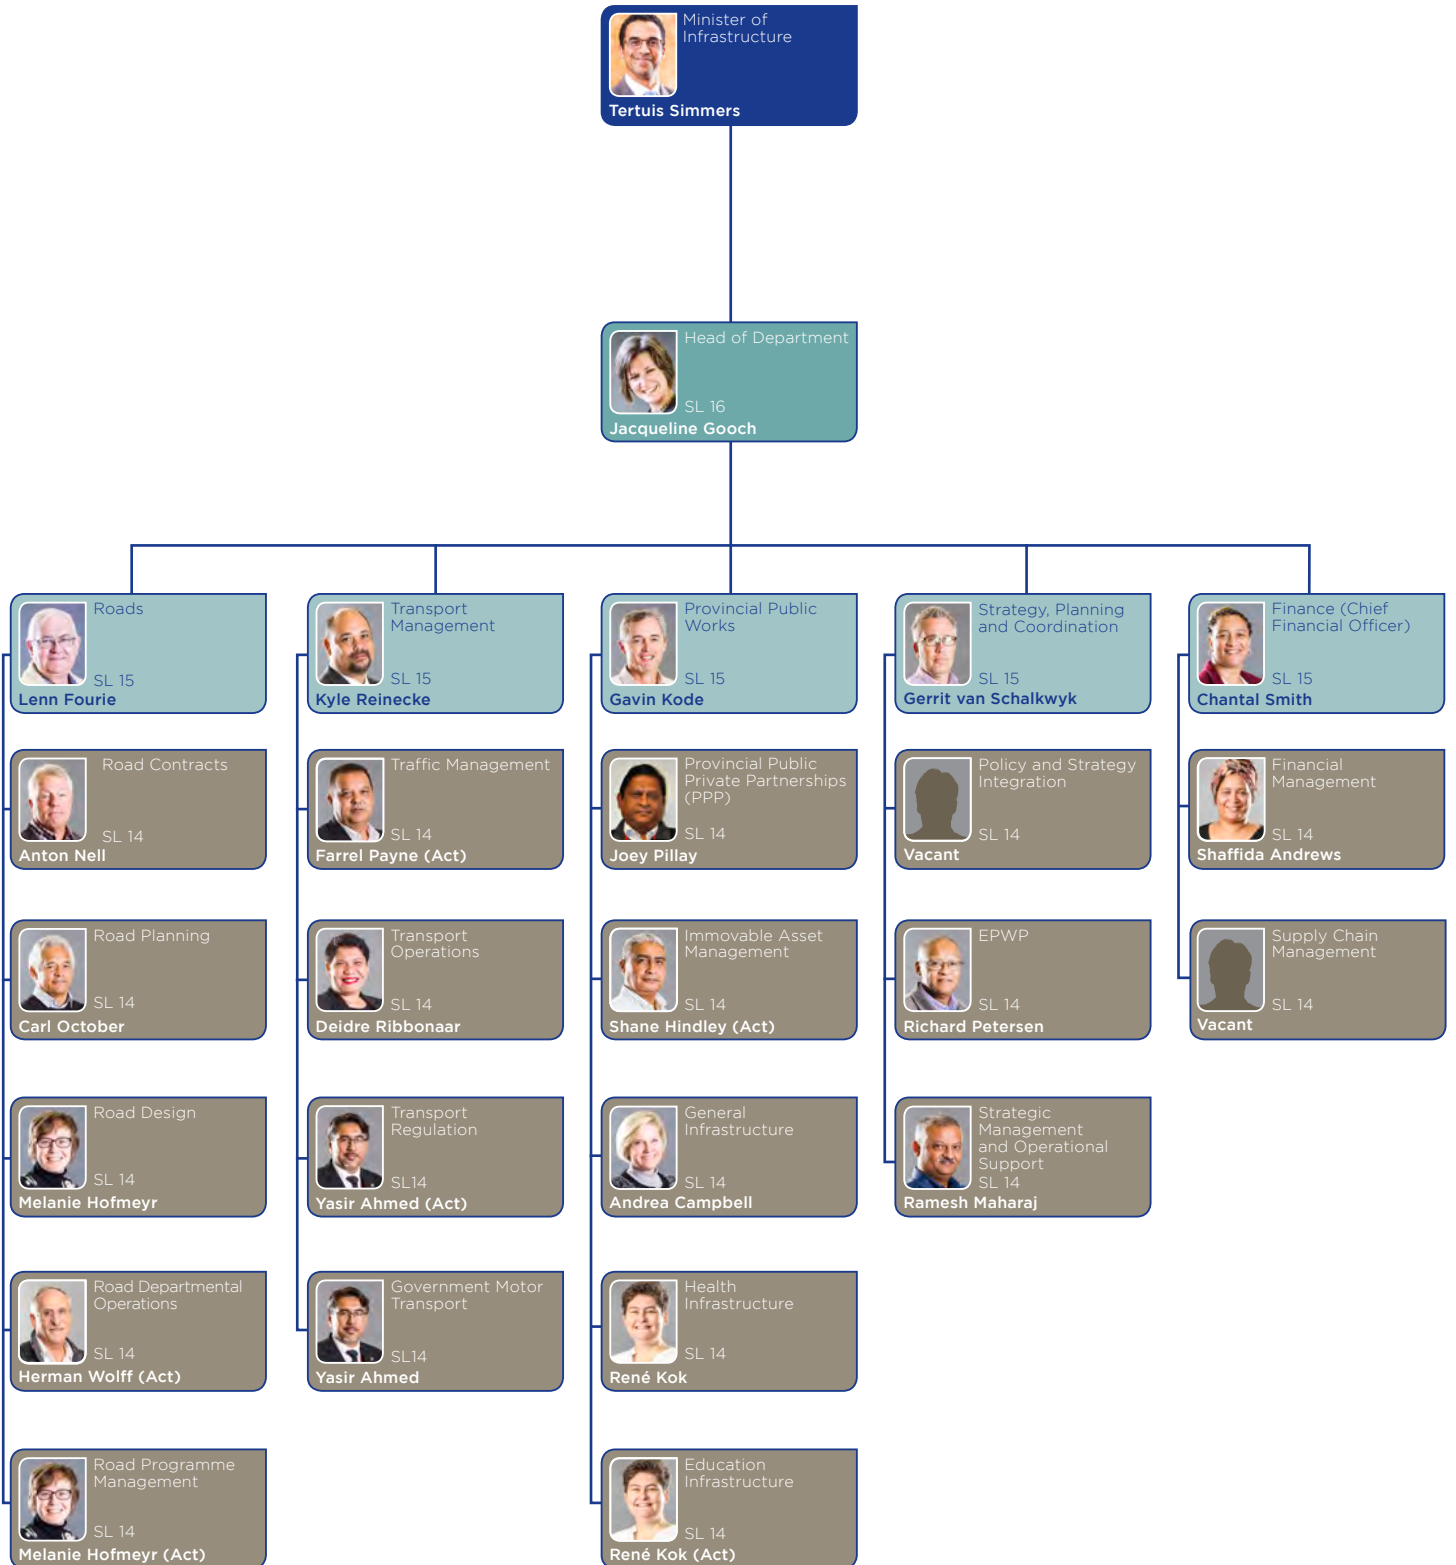 Minister of
Infrastructure
Tertuis Simmers
Head of Department
SL 16
Jacqueline Gooch
Roads
SL 15
Lenn Fourie
Transport
Management
SL 15
Kyle Reinecke
Provincial Public
Works
SL 15
Gavin Kode
Strategy, Planning
and Coordination
SL 15
Gerrit van Schalkwyk
Finance (Chief
Financial Officer)
SL 15
Chantal Smith
Road Contracts
SL 14
Anton Nell
Traffic Management
SL 14
Farrel Payne (Act)
Provincial Public
Private Partnerships
(PPP)
SL 14
Joey Pillay
Policy and Strategy
Integration
SL 14
Vacant
Financial
Management
SL 14
Shaffida Andrews
Road Planning
SL 14
Carl October
Transport
Operations
SL 14
Deidre Ribbonaar
Immovable Asset
Management
SL 14
Shane Hindley (Act)
EPWP
SL 14
Richard Petersen
Supply Chain
Management
SL 14
Vacant
Road Design
SL 14
Melanie Hofmeyr
Transport
Regulation
SL14
Yasir Ahmed (Act)
General
Infrastructure
SL 14
Andrea Campbell
Strategic
Management
and Operational
Support
SL 14
Ramesh Maharaj
Road Departmental
Operations
SL 14
Herman Wolff (Act)
Government Motor
Transport
SL14
Yasir Ahmed
Health
Infrastructure
SL 14
René Kok
Road Programme
Management
SL 14
Melanie Hofmeyr (Act)
Education
Infrastructure
SL 14
René Kok (Act)